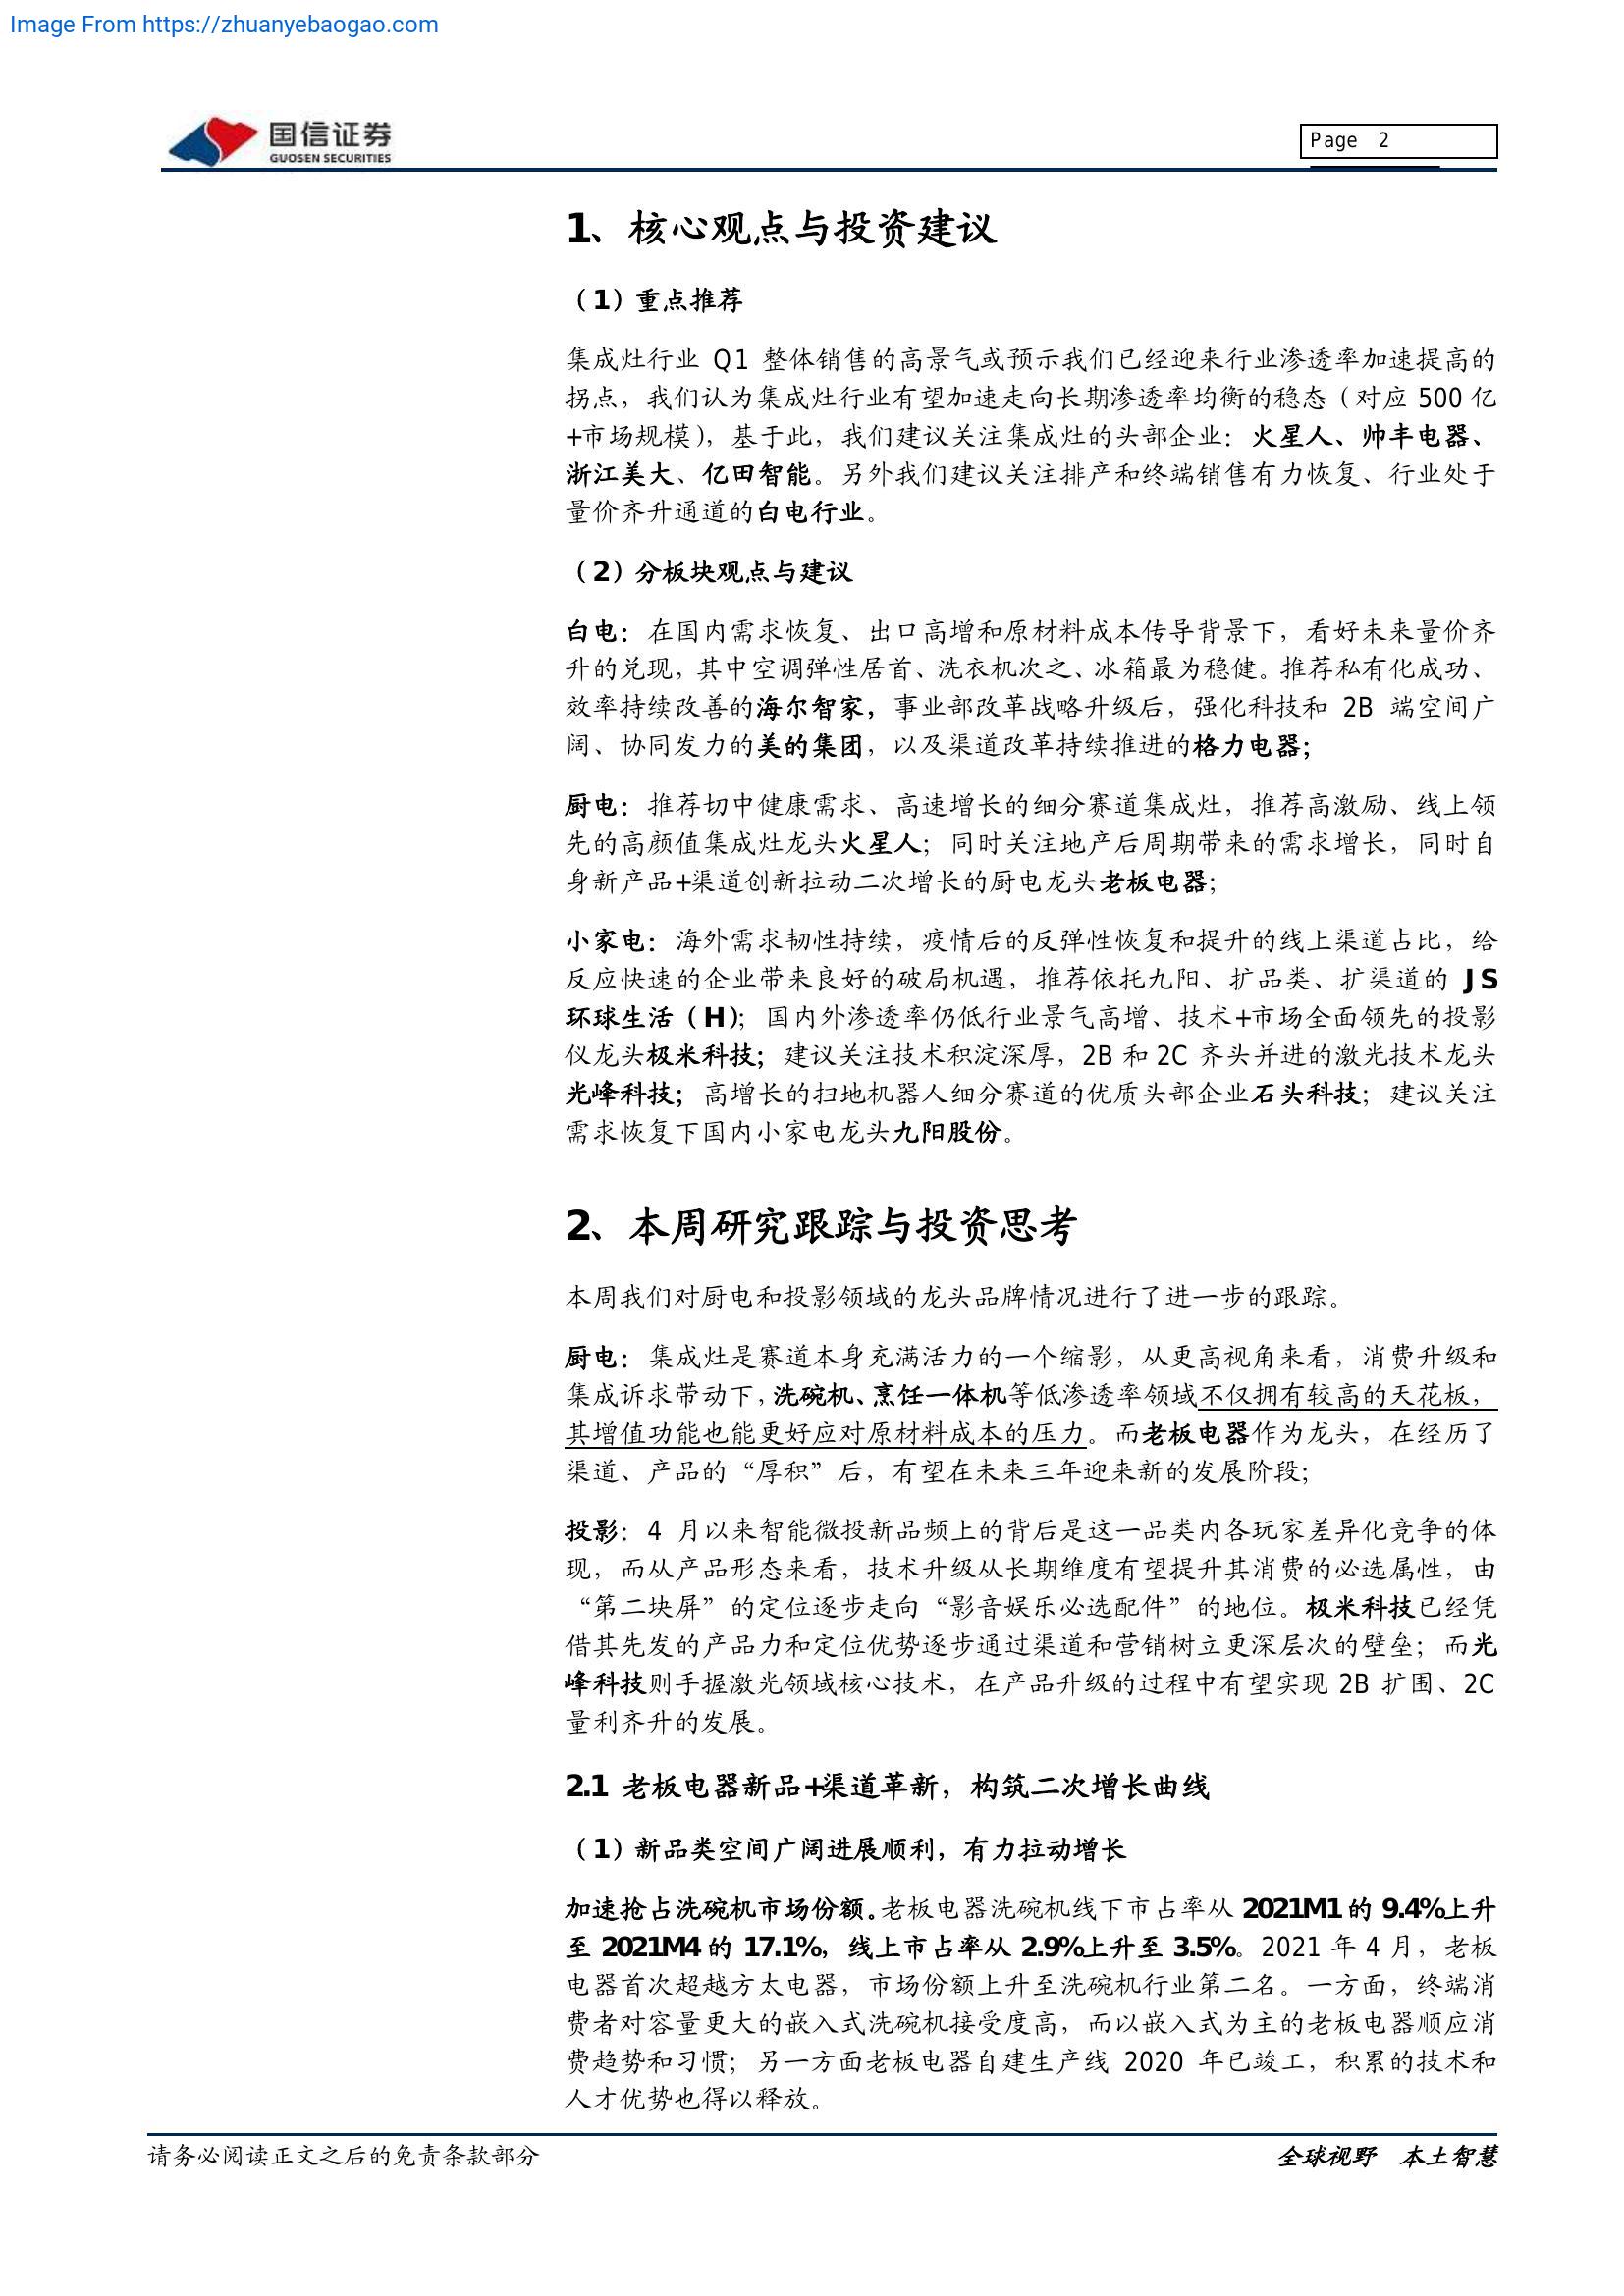 Image From https://zhuanyebaogao.com
国信证券
GUOSEN SECURITIES
Page 2
1、核心观点与投资建议
（1）重点推荐
集成灶行业 Q1 整体销售的高景气或预示我们已经迎来行业渗透率加速提高的
拐点，我们认为集成灶行业有望加速走向长期渗透率均衡的稳态（对应 500 亿
+市场规模），基于此，我们建议关注集成灶的头部企业：火星人、帅丰电器、
浙江美大、亿田智能。另外我们建议关注排产和终端销售有力恢复、行业处于
量价齐升通道的白电行业。
（2）分板块观点与建议
白电：在国内需求恢复、出口高增和原材料成本传导背景下，看好未来量价齐
升的兑现，其中空调弹性居首、洗衣机次之、冰箱最为稳健。推荐私有化成功、
效率持续改善的海尔智家，事业部改革战略升级后，强化科技和 2B 端空间广
阔、协同发力的美的集团，以及渠道改革持续推进的格力电器；
厨电：推荐切中健康需求、高速增长的细分赛道集成灶，推荐高激励、线上领
先的高颜值集成灶龙头火星人；同时关注地产后周期带来的需求增长，同时自
身新产品+渠道创新拉动二次增长的厨电龙头老板电器；
小家电：海外需求韧性持续，疫情后的反弹性恢复和提升的线上渠道占比，给
反应快速的企业带来良好的破局机遇，推荐依托九阳、扩品类、扩渠道的 JS
环球生活（H）；国内外渗透率仍低行业景气高增、技术+市场全面领先的投影
仪龙头极米科技；建议关注技术积淀深厚，2B 和 2C 齐头并进的激光技术龙头
光峰科技；高增长的扫地机器人细分赛道的优质头部企业石头科技；建议关注
需求恢复下国内小家电龙头九阳股份。
2、本周研究跟踪与投资思考
本周我们对厨电和投影领域的龙头品牌情况进行了进一步的跟踪。
厨电：集成灶是赛道本身充满活力的一个缩影，从更高视角来看，消费升级和
集成诉求带动下，洗碗机、烹饪一体机等低渗透率领域不仅拥有较高的天花板，
其增值功能也能更好应对原材料成本的压力。而老板电器作为龙头，在经历了
渠道、产品的“厚积”后，有望在未来三年迎来新的发展阶段；
投影：4 月以来智能微投新品频上的背后是这一品类内各玩家差异化竞争的体
现，而从产品形态来看，技术升级从长期维度有望提升其消费的必选属性，由
“第二块屏”的定位逐步走向“影音娱乐必选配件”的地位。极米科技已经凭
借其先发的产品力和定位优势逐步通过渠道和营销树立更深层次的壁垒；而光
峰科技则手握激光领域核心技术，在产品升级的过程中有望实现 2B 扩围、2C
量利齐升的发展。
2.1 老板电器新品+渠道革新，构筑二次增长曲线
（1）新品类空间广阔进展顺利，有力拉动增长
加速抢占洗碗机市场份额。老板电器洗碗机线下市占率从 2021M1 的 9.4%上升
至 2021M4 的 17.1%，线上市占率从 2.9%上升至 3.5%。2021 年 4 月，老板
电器首次超越方太电器，市场份额上升至洗碗机行业第二名。一方面，终端消
费者对容量更大的嵌入式洗碗机接受度高，而以嵌入式为主的老板电器顺应消
费趋势和习惯；另一方面老板电器自建生产线 2020 年已竣工，积累的技术和
人才优势也得以释放。
请务必阅读正文之后的免责条款部分
全球视野 本土智慧